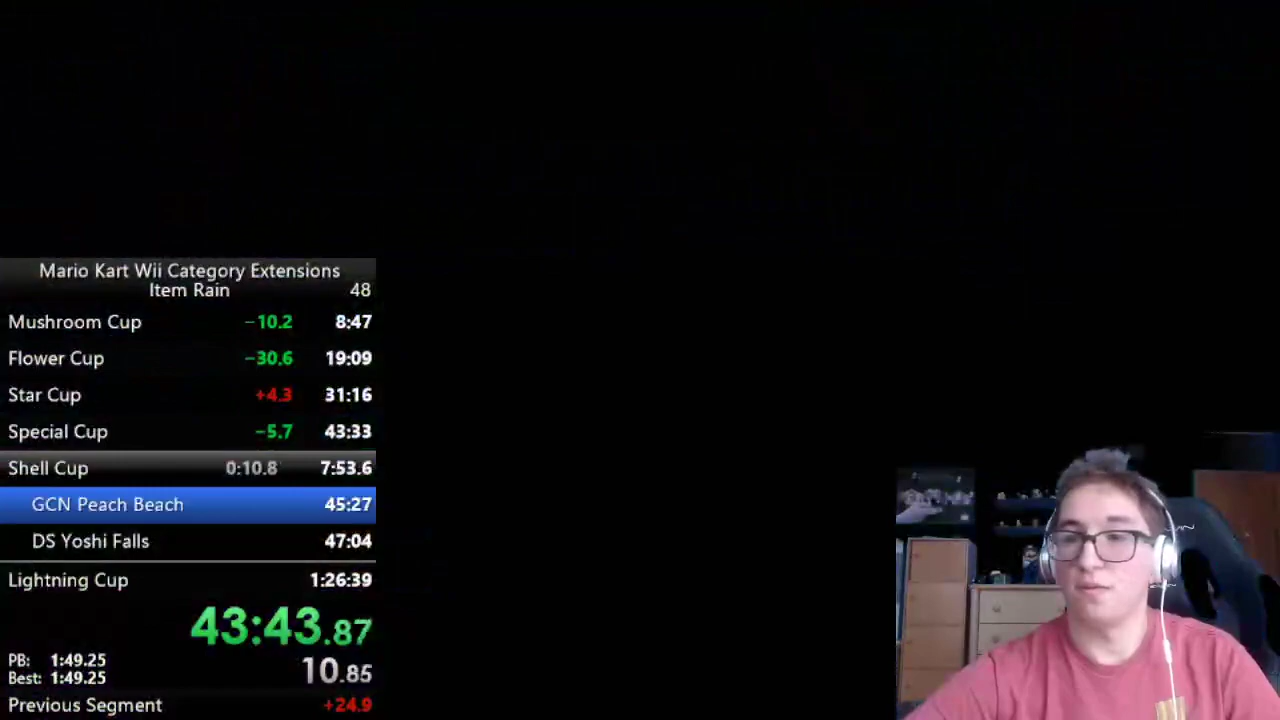 Mario Kart Wii Category Extensions
Item Rain 48
Mushroom Cup -10.2 8:47
Flower Cup -30.6 19:09
Star Cup +4.3 31:16
Special Cup -5.7 43:33
Shell Cup 0:10.8 7:53.6
GCN Peach Beach 45:27
DS Yoshi Falls 47:04
Lightning Cup 1:26:39
43:43.87
PB: 1:49.25 10.85
Best: 1:49.25
Previous Segment +24.9